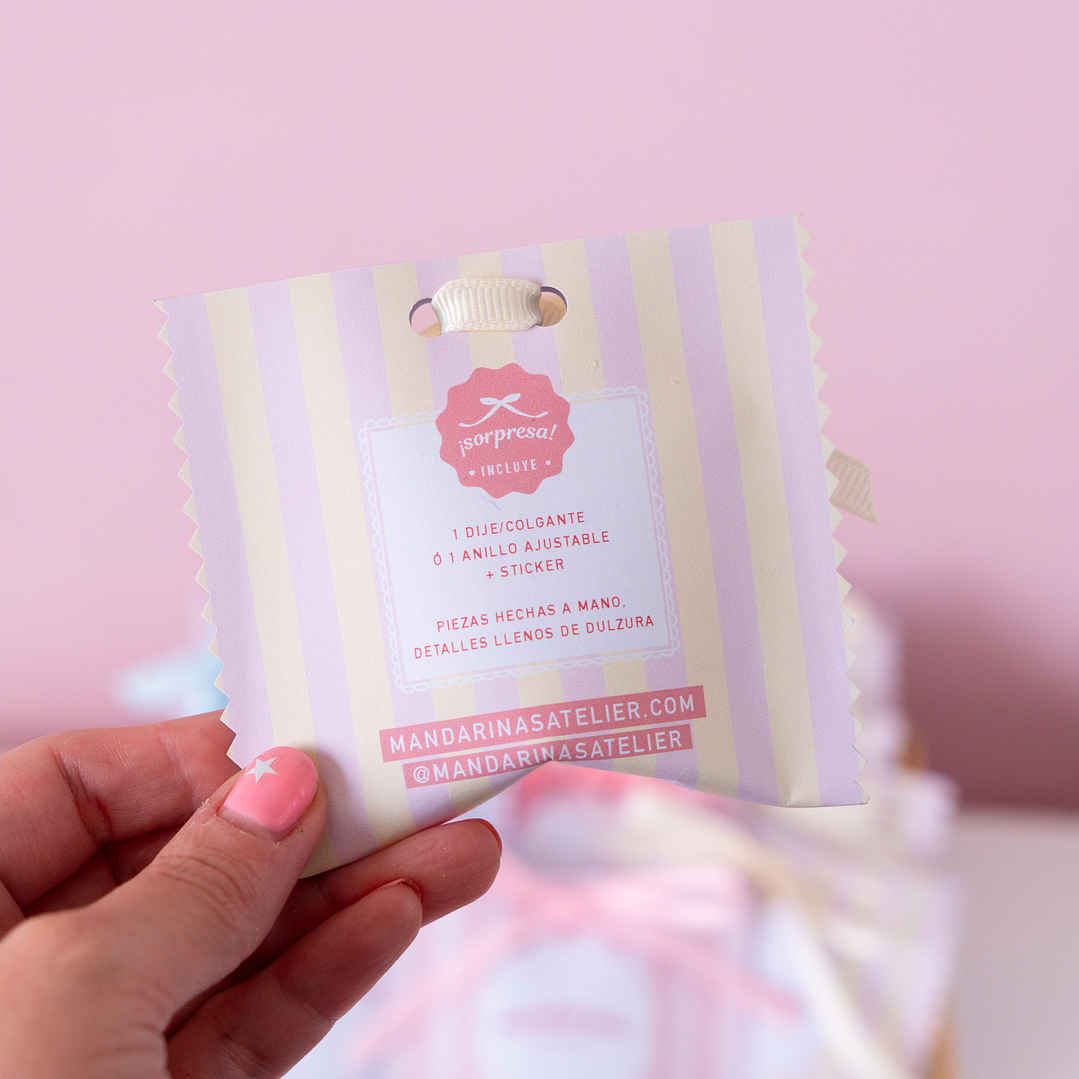 ¡sorpresa!
INCLUYE
1 DIJE/COLGANTE
Ó 1 ANILLO AJUSTABLE
+ STICKER
PIEZAS HECHAS A MANO,
DETALLES LLENOS DE DULZURA
MANDARINASATELIER.COM
@MANDARINASATELIER